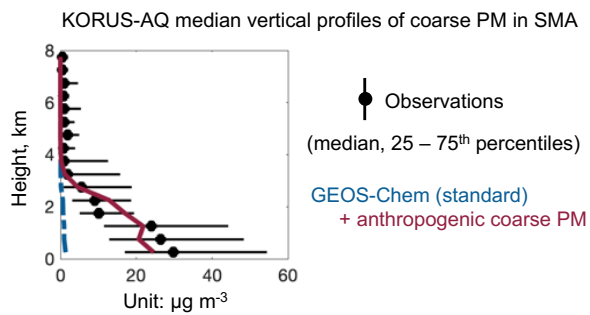 KORUS-AQ median vertical profiles of coarse PM in SMA
8
6
4
2
0
Height, km
0 20 40 60
Unit: µg m-3
Observations
(median, 25 – 75th percentiles)
GEOS-Chem (standard)
+ anthropogenic coarse PM